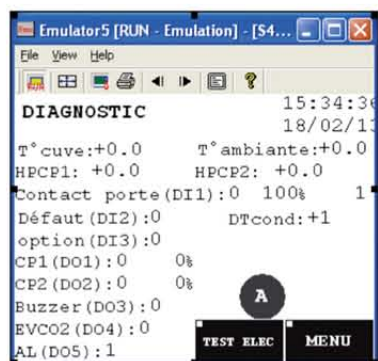 Emulator5 [RUN - Emulation] - [S4...
File View Help
DIAGNOSTIC
15:34:36
18/02/13
T°cuve:+0.0 T°ambiante:+0.0
HPCP1: +0.0 HPCP2: +0.0
Contact porte(DI1):0 100% 1
Défaut(DI2):0 DTcond:+1
option(DI3):0
CP1(DO1):0 0%
CP2(DO2):0 0%
Buzzer(DO3):0
A
EVCO2(DO4):0
AL(DO5):1
TEST ELEC MENU